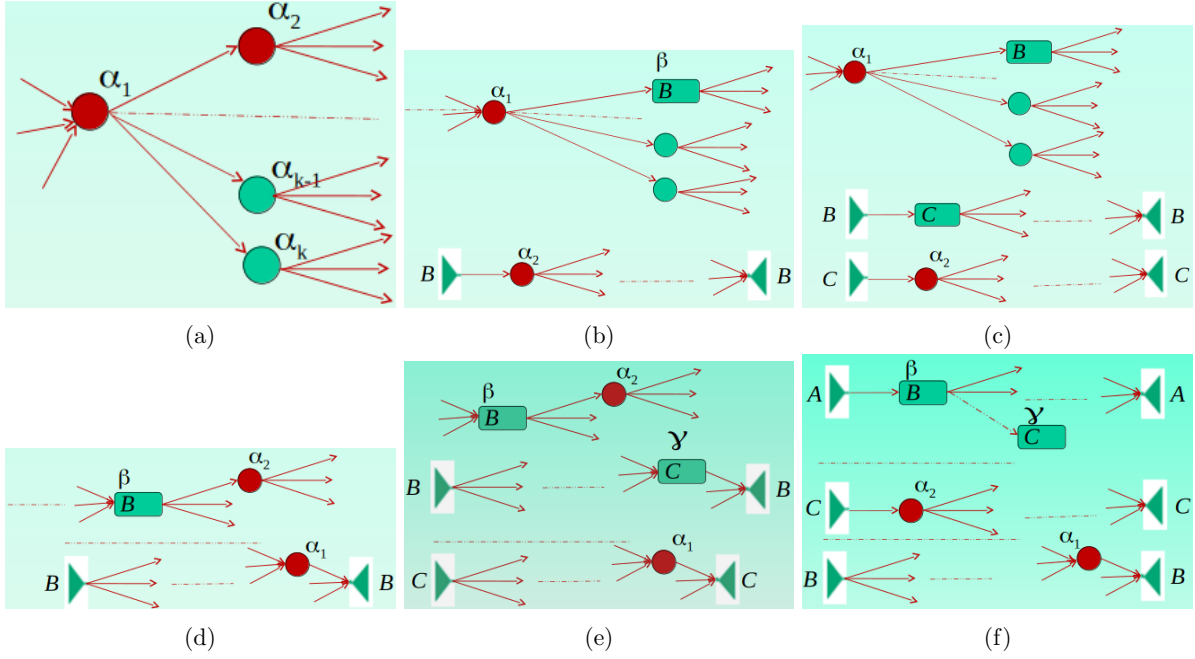 α₂
α₁
αₖ₋₁
αₖ
(a)
β
α₁ B
B α₂ B
(b)
α₁ B
B C B
α₂
C C
(c)
α₂
β
B
α₁
B B
(d)
α₂
β
B
γ
B C B
α₁
C C
(e)
β
A B A
γ
C
α₂
C C
α₁
B B
(f)